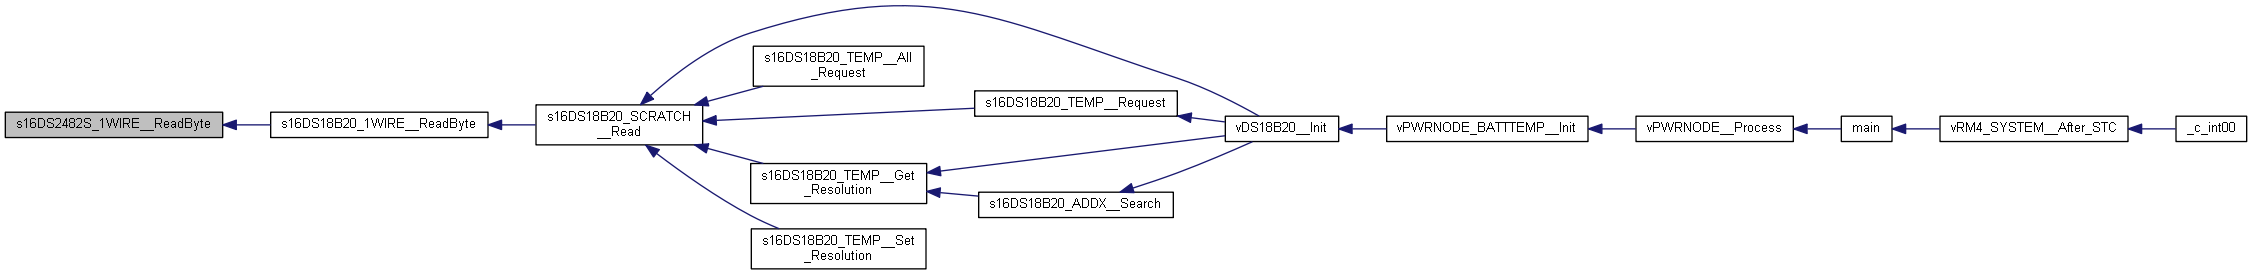 s16DS2482S_1WIRE__ReadByte
s16DS18B20_1WIRE__ReadByte
s16DS18B20_SCRATCH
__Read
s16DS18B20_TEMP__All
_Request
s16DS18B20_TEMP__Request
s16DS18B20_TEMP__Get
_Resolution
s16DS18B20_ADDX__Search
s16DS18B20_TEMP__Set
_Resolution
vDS18B20__Init
vPWRNODE_BATTTEMP__Init
vPWRNODE__Process
main
vRM4_SYSTEM__After_STC
_c_int00